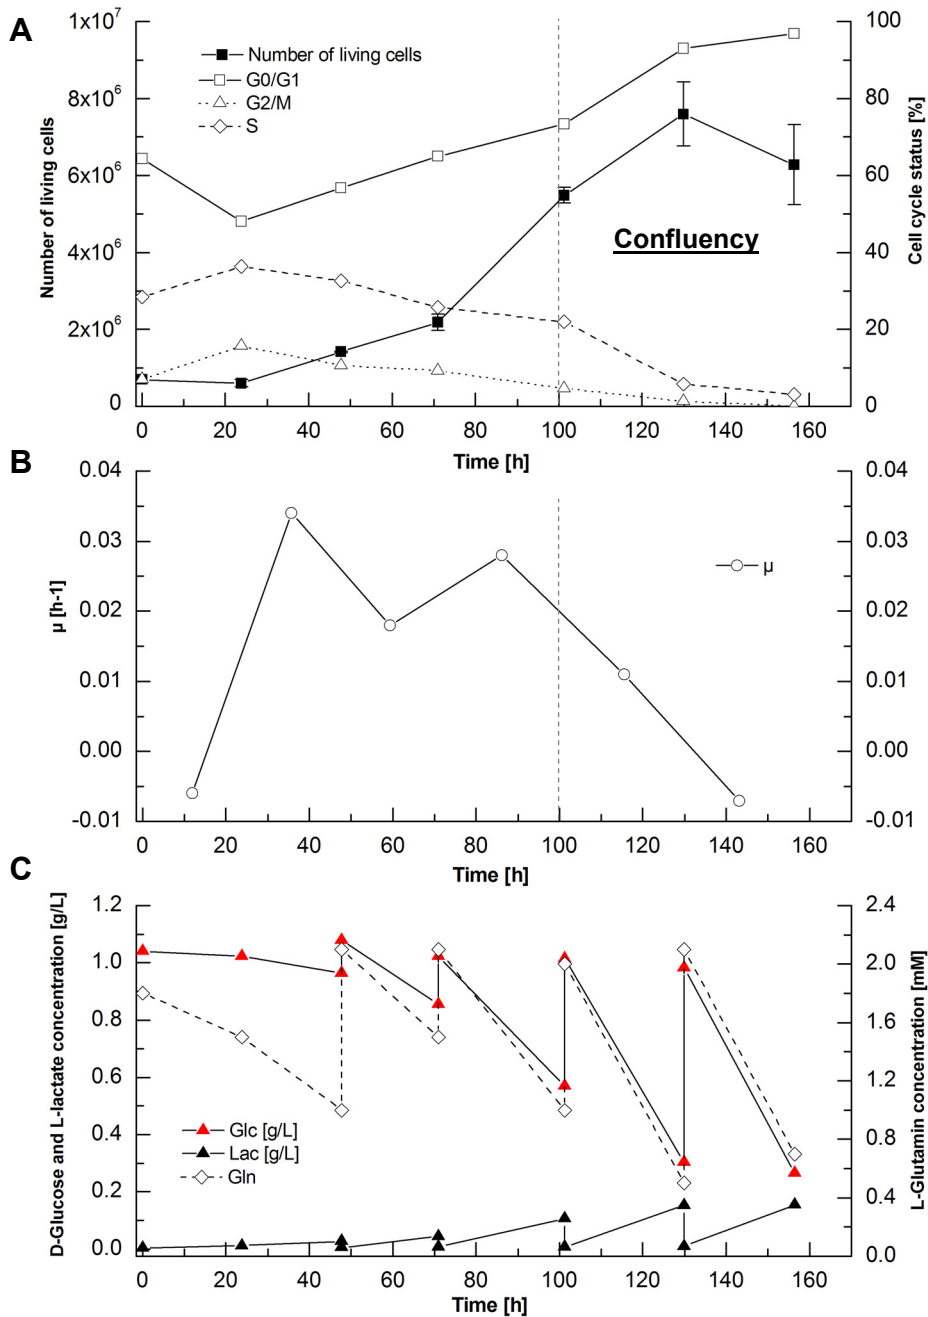 A
Number of living cells
1x10^7
8x10^6
6x10^6
4x10^6
2x10^6
0
Number of living cells
G0/G1
G2/M
S
Confluency
100
80
60
40
20
0
Cell cycle status [%]
0 20 40 60 80 100 120 140 160
Time [h]
B
µ [h-1]
0.04
0.03
0.02
0.01
0.00
-0.01
µ
0.04
0.03
0.02
0.01
0.00
-0.01
0 20 40 60 80 100 120 140 160
Time [h]
C
D-Glucose and L-lactate concentration [g/L]
1.2
1.0
0.8
0.6
0.4
0.2
0.0
Glc [g/L]
Lac [g/L]
Gln
2.4
2.0
1.6
1.2
0.8
0.4
0.0
L-Glutamin concentration [mM]
0 20 40 60 80 100 120 140 160
Time [h]